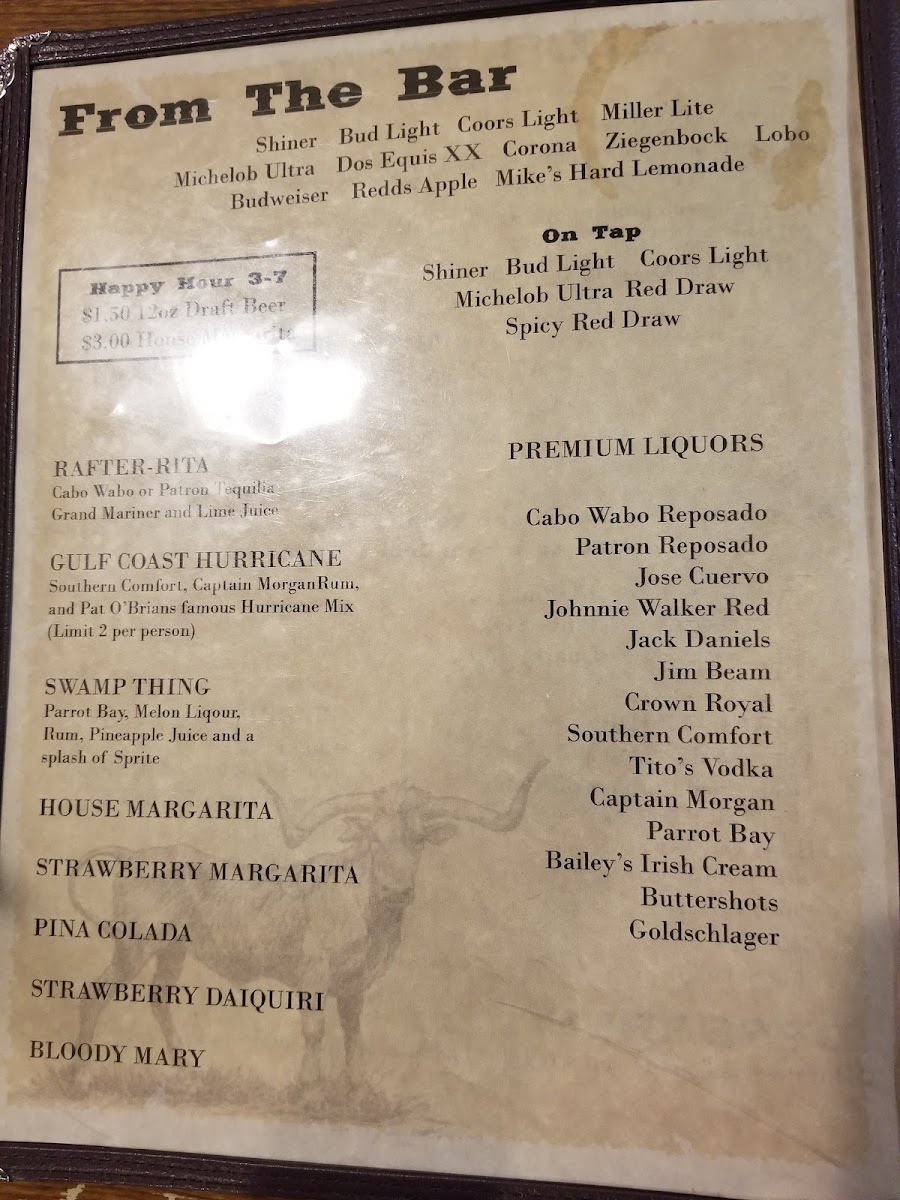 From The Bar
Shiner Bud Light Coors Light Miller Lite
Michelob Ultra Dos Equis XX Corona Ziegenbock Lobo
Budweiser Redds Apple Mike's Hard Lemonade
On Tap
Shiner Bud Light Coors Light
Michelob Ultra Red Draw
Spicy Red Draw
Happy Hour 3-7
$1.50 12oz Draft Beer
$3.00 House Margarita
RAFTER-RITA
Cabo Wabo or Patron Tequilia
Grand Mariner and Lime Juice
GULF COAST HURRICANE
Southern Comfort, Captain MorganRum,
and Pat O'Brians famous Hurricane Mix
(Limit 2 per person)
SWAMP THING
Parrot Bay, Melon Liqour,
Rum, Pineapple Juice and a
splash of Sprite
HOUSE MARGARITA
STRAWBERRY MARGARITA
PINA COLADA
STRAWBERRY DAIQUIRI
BLOODY MARY
PREMIUM LIQUORS
Cabo Wabo Reposado
Patron Reposado
Jose Cuervo
Johnnie Walker Red
Jack Daniels
Jim Beam
Crown Royal
Southern Comfort
Tito's Vodka
Captain Morgan
Parrot Bay
Bailey's Irish Cream
Buttershots
Goldschlager